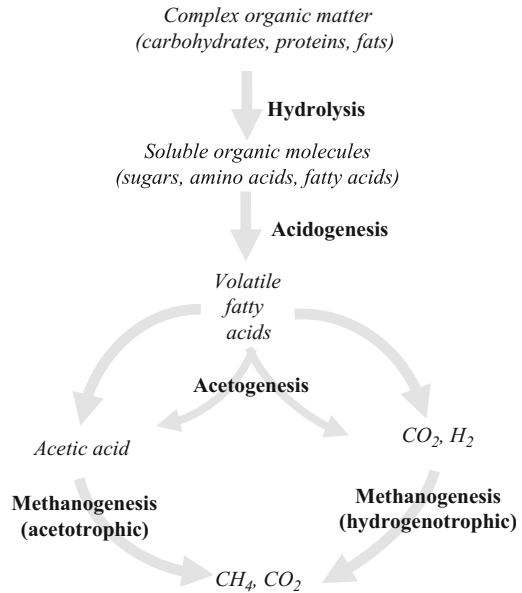 Complex organic matter
(carbohydrates, proteins, fats)
Hydrolysis
Soluble organic molecules
(sugars, amino acids, fatty acids)
Acidogenesis
Volatile
fatty
acids
Acetogenesis
Acetic acid
CO₂, H₂
Methanogenesis
(acetotrophic)
Methanogenesis
(hydrogenotrophic)
CH₄, CO₂